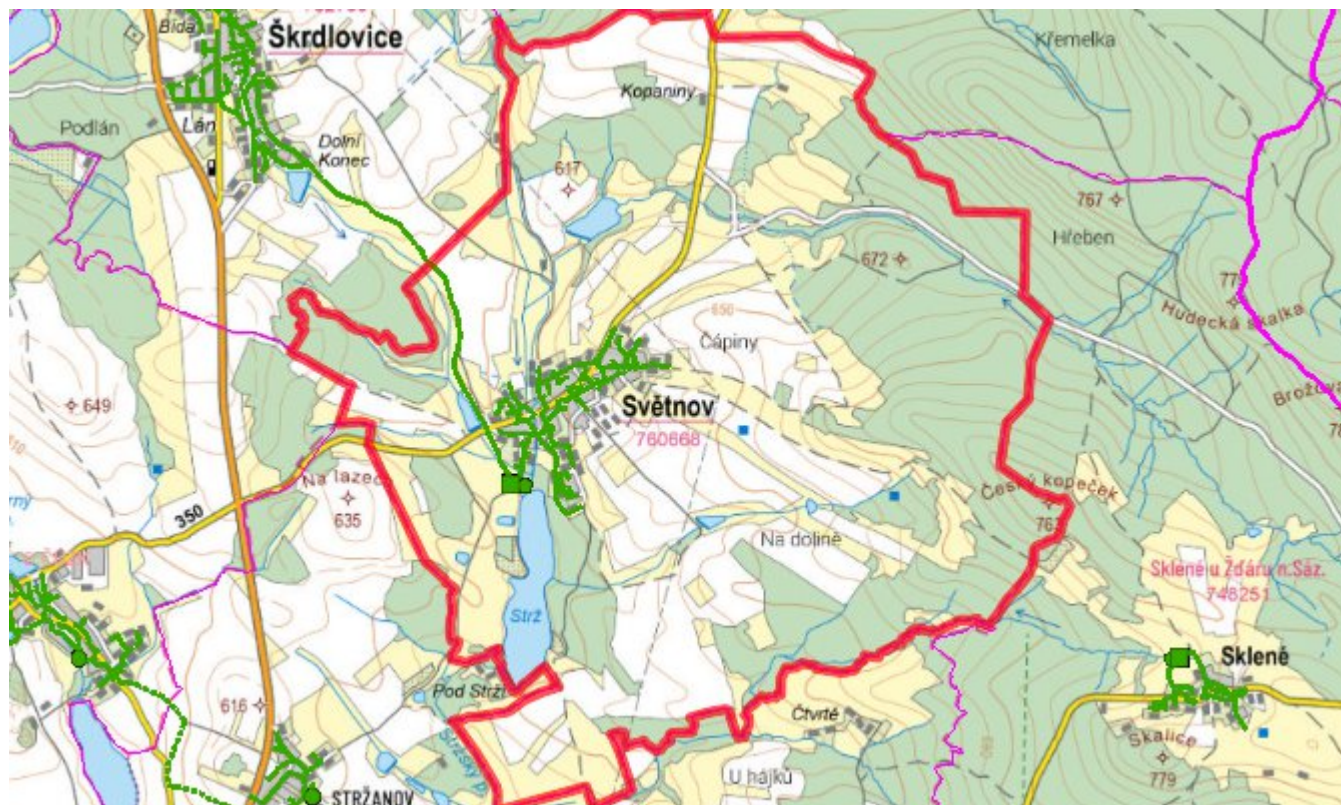 Bída
Škrdlovice
Křemelka
Kopaniny
Podlán
Lán
Dolní
Konec
617
767
Hřeben
672
Hudecká skalka
650
Čápiny
649
Světnov
760668
Na lazec
635
Český kopeček
350
Na dolině
Sklené u Žďáru n.Sáz.
748251
Strž
Sklené
Pod Strží
616
Čtvrtě
Skalice
779
U hájků
STRŽANOV